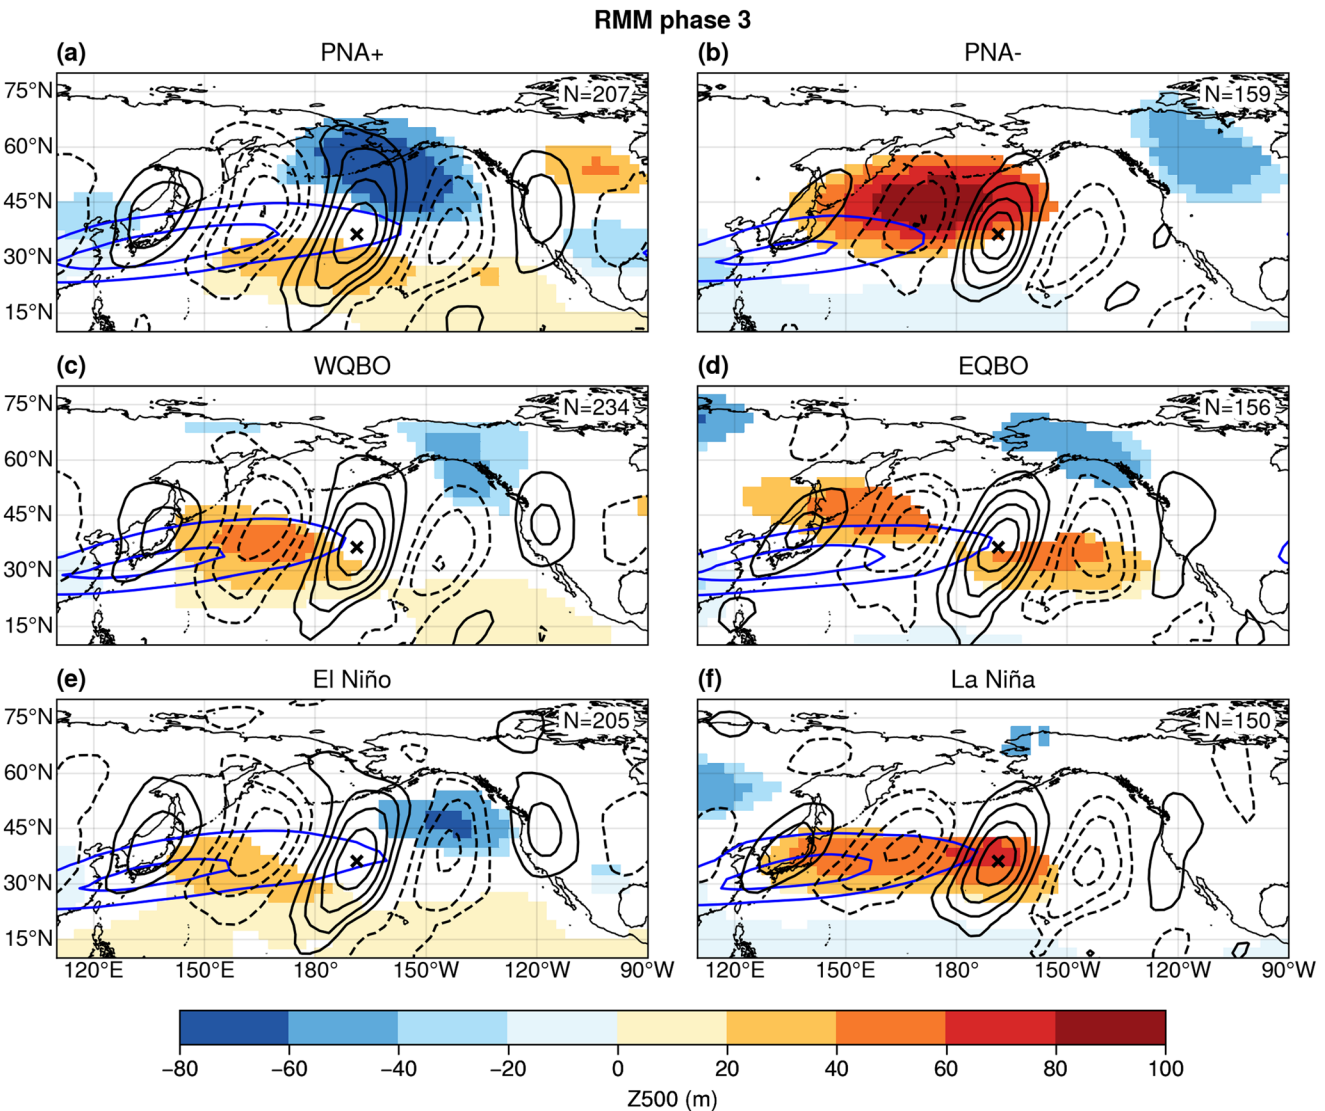 RMM phase 3
(a) PNA+ (b) PNA-
75°N N=207 N=159
60°N
45°N
30°N
15°N
(c) WQBO (d) EQBO
75°N N=234 N=156
60°N
45°N
30°N
15°N
(e) El Niño (f) La Niña
75°N N=205 N=150
60°N
45°N
30°N
15°N
120°E 150°E 180° 150°W 120°W 90°W 120°E 150°E 180° 150°W 120°W 90°W
−80 −60 −40 −20 0 20 40 60 80 100
Z500 (m)